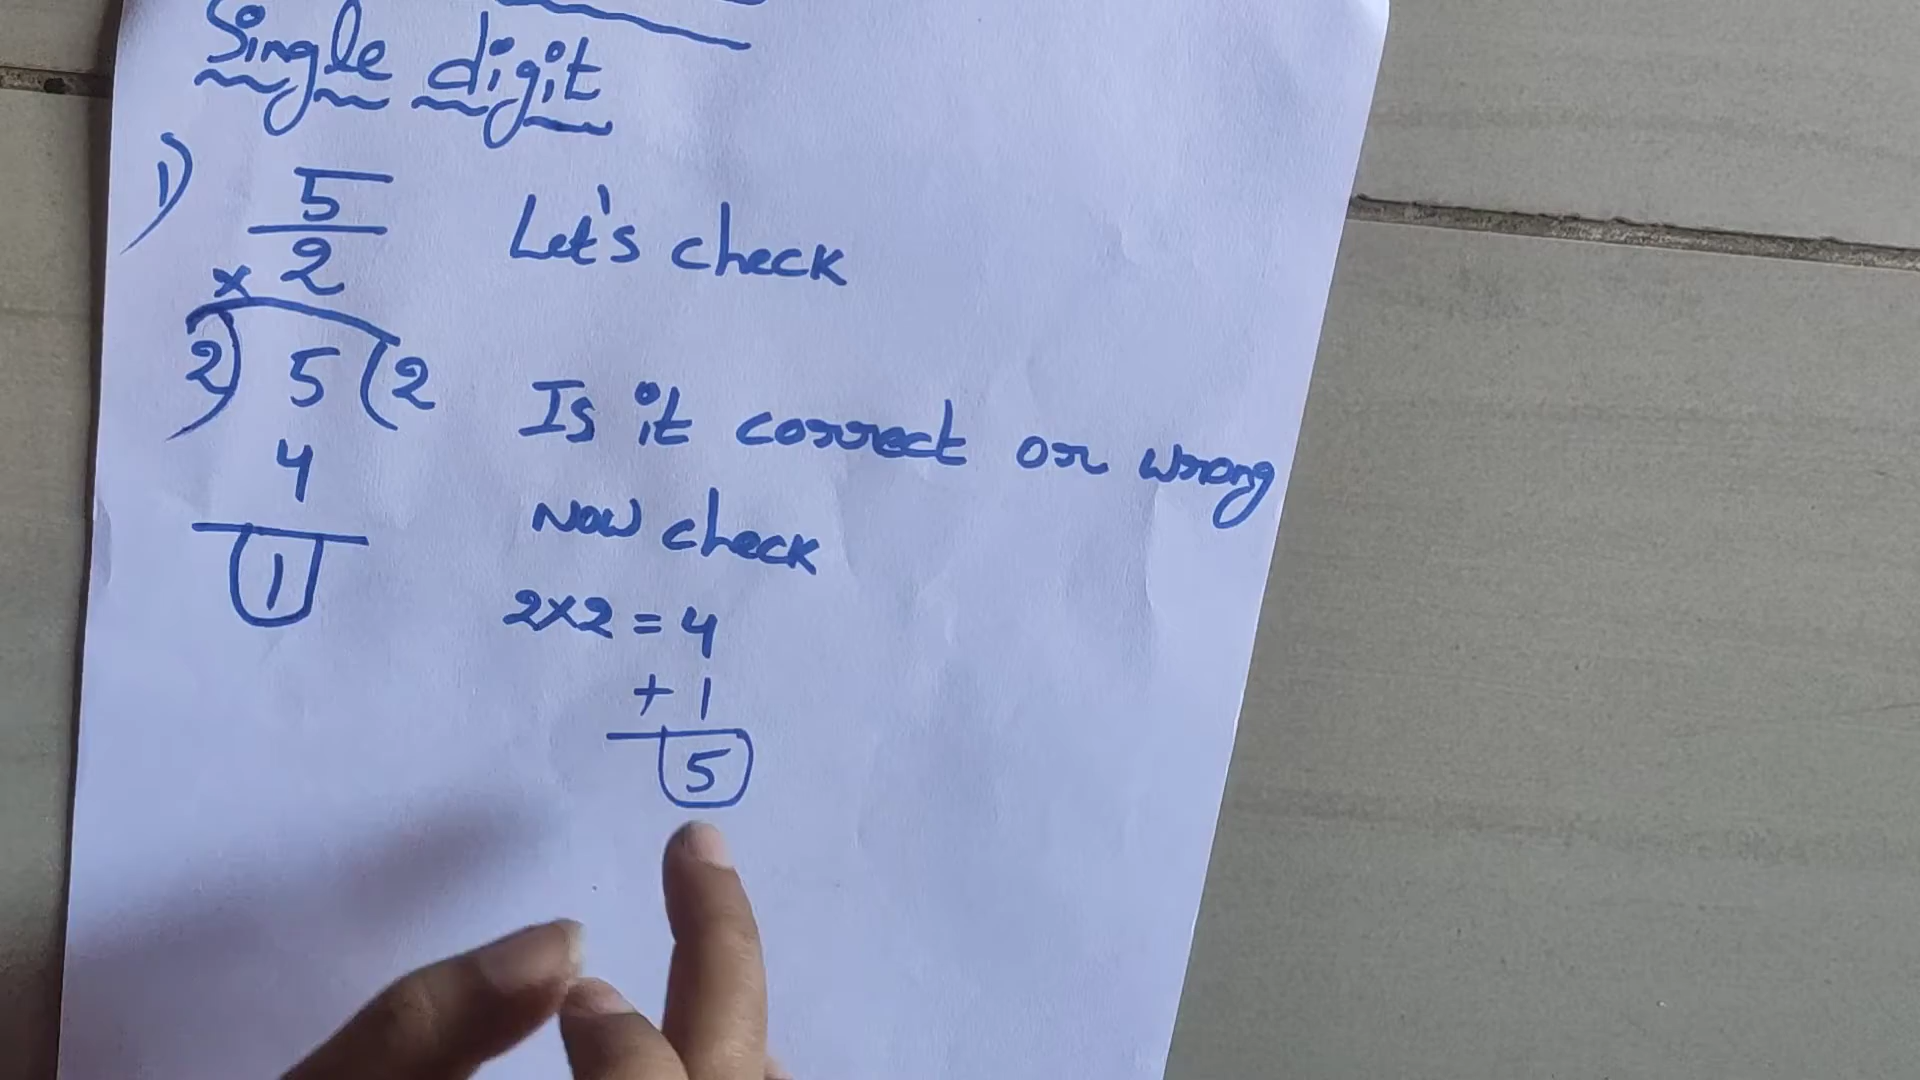 Single digit
1) 5
2
×
2) 5 (2
4
1
Let's check
Is it correct or wrong
Now check
2×2 = 4
+ 1
5